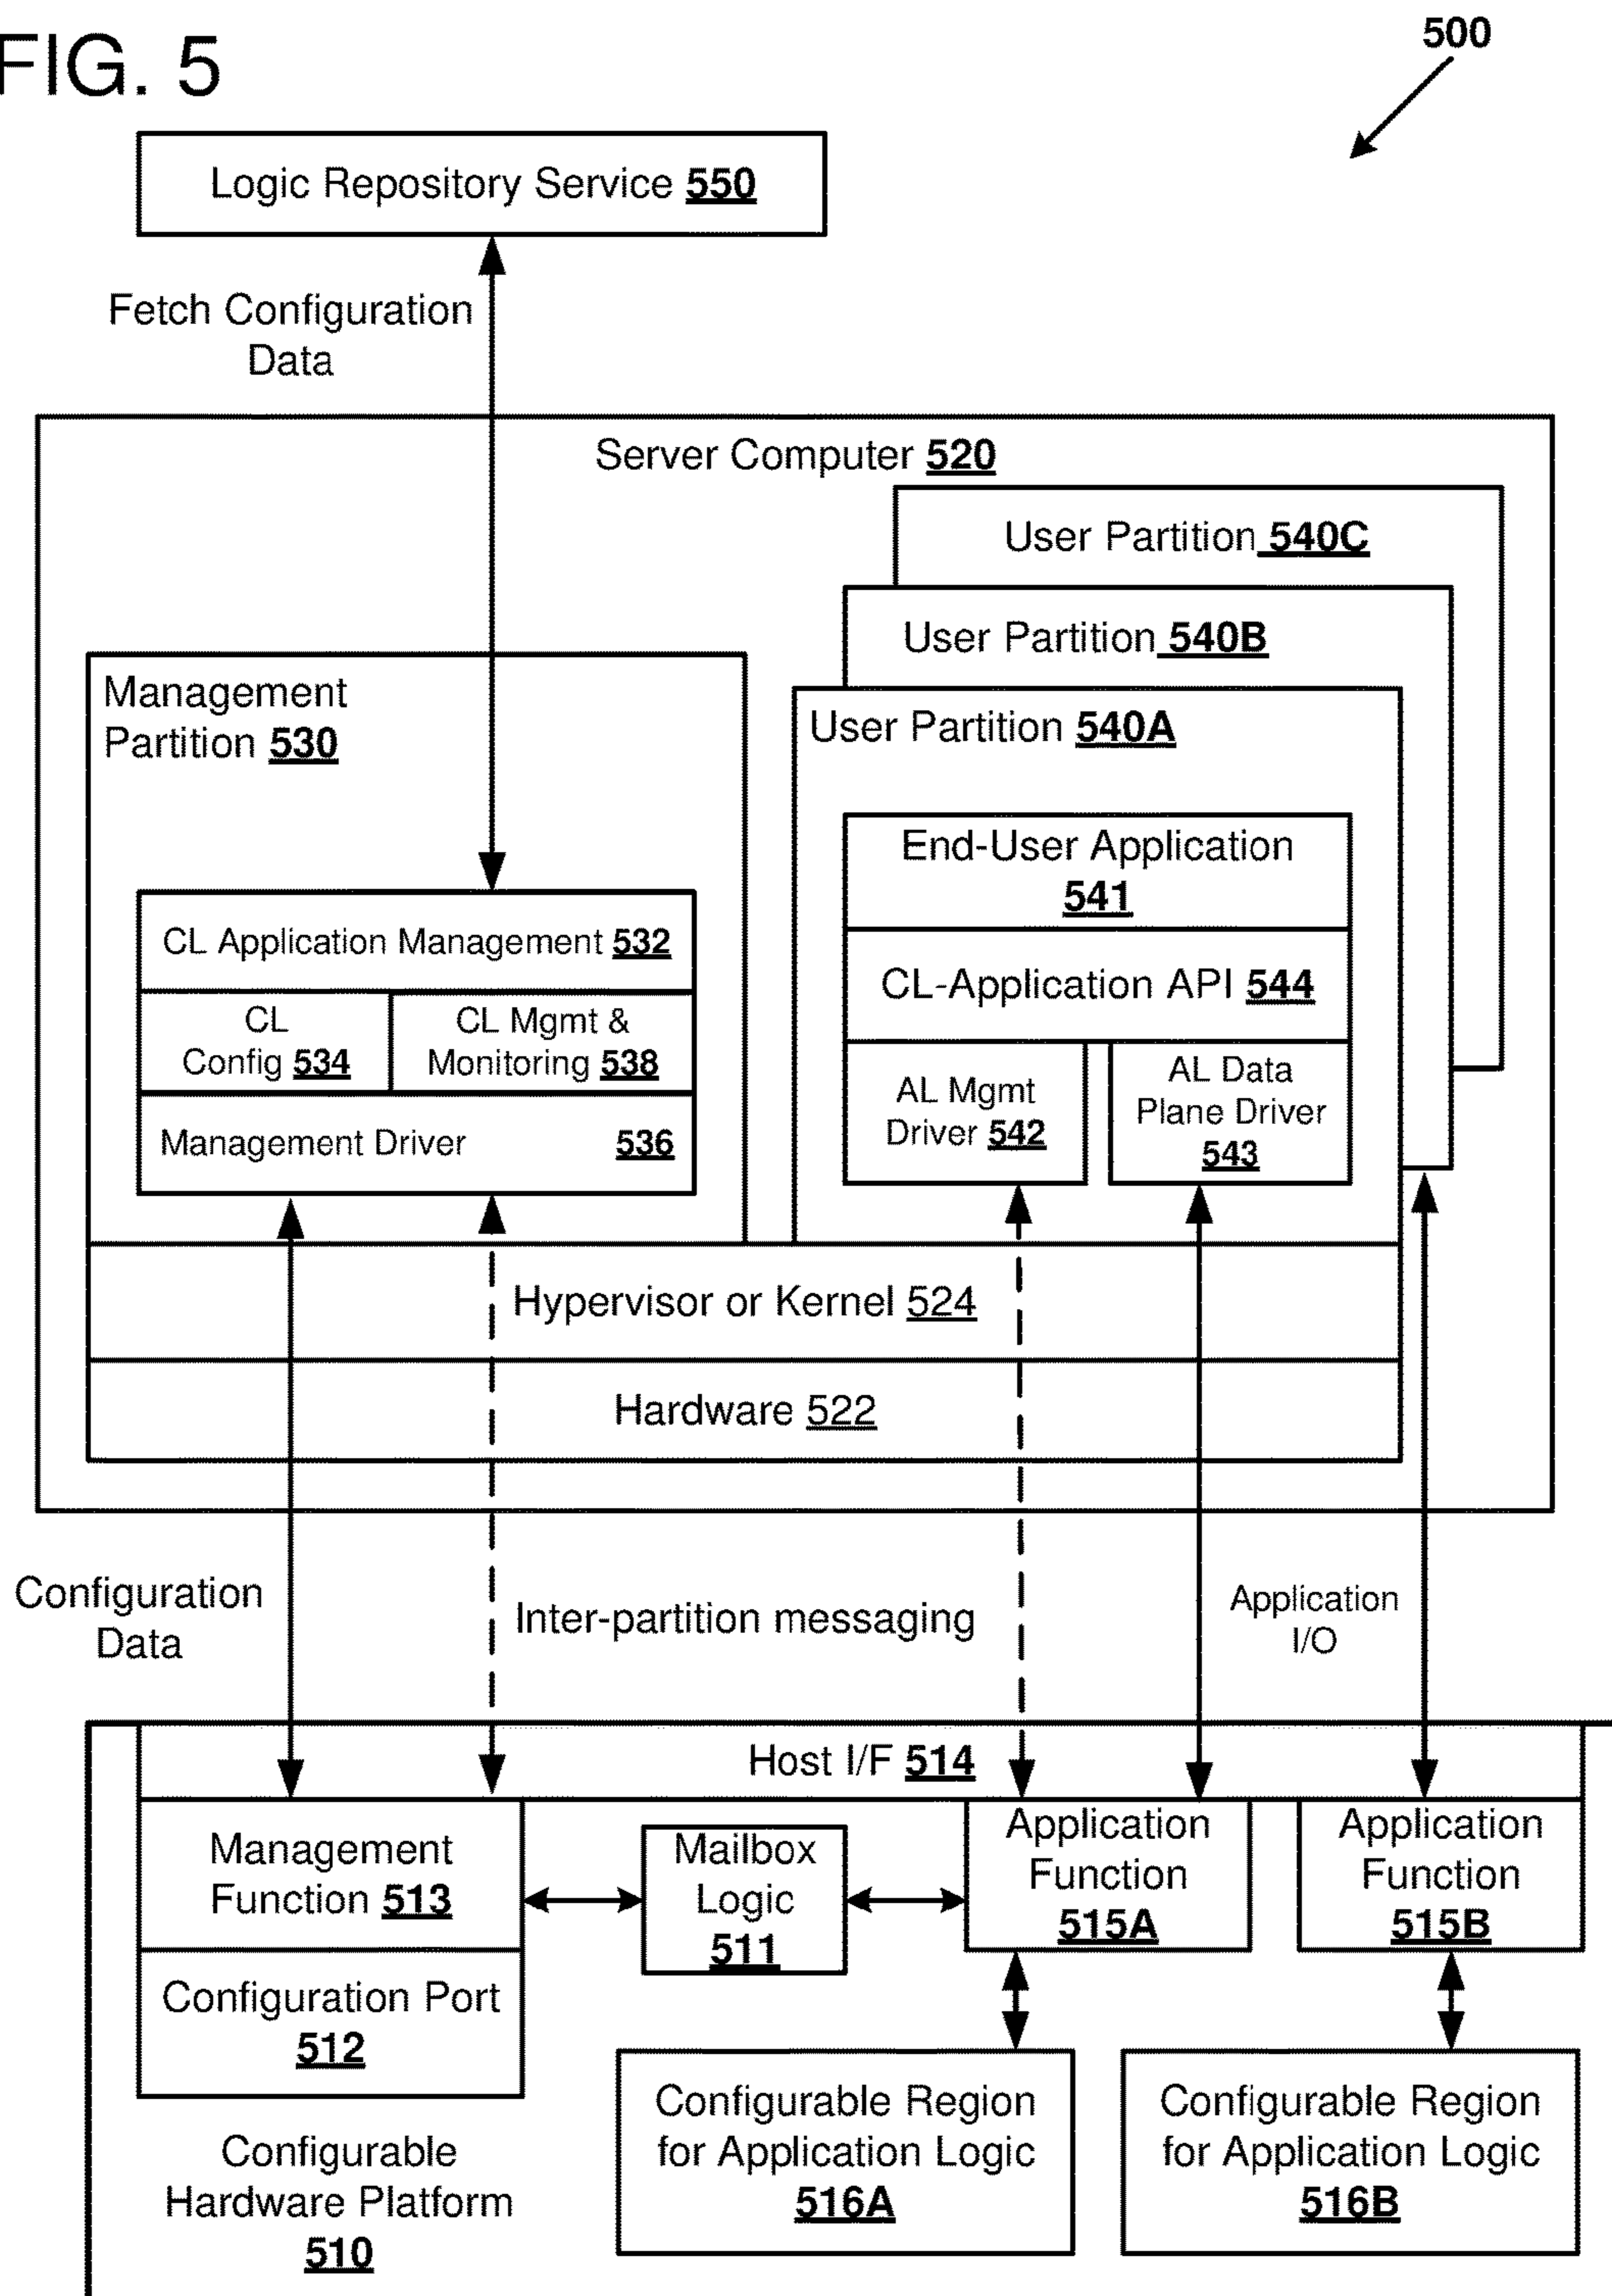 FIG. 5
500
Logic Repository Service 550
Fetch Configuration
Data
Server Computer 520
User Partition 540C
User Partition 540B
Management
Partition 530
User Partition 540A
End-User Application
541
CL Application Management 532
CL-Application API 544
CL
Config 534
CL Mgmt &
Monitoring 538
AL Mgmt
Driver 542
AL Data
Plane Driver
543
Management Driver 536
Hypervisor or Kernel 524
Hardware 522
Configuration
Data
Inter-partition messaging
Application
I/O
Host I/F 514
Management
Function 513
Mailbox
Logic
511
Application
Function
515A
Application
Function
515B
Configuration Port
512
Configurable
Hardware Platform
510
Configurable Region
for Application Logic
516A
Configurable Region
for Application Logic
516B